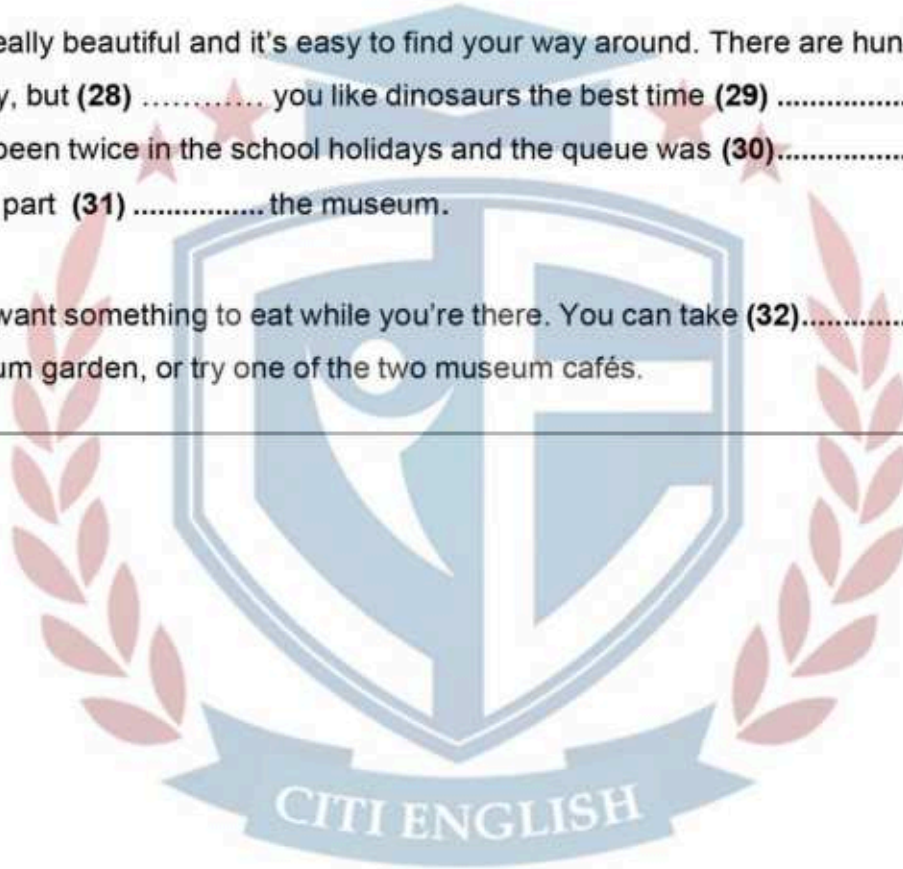 eally beautiful and it's easy to find your way around. There are hun
y, but (28) ............ you like dinosaurs the best time (29) ................
been twice in the school holidays and the queue was (30)................
part (31) ................ the museum.
want something to eat while you're there. You can take (32)..............
um garden, or try one of the two museum cafés.
CITI ENGLISH